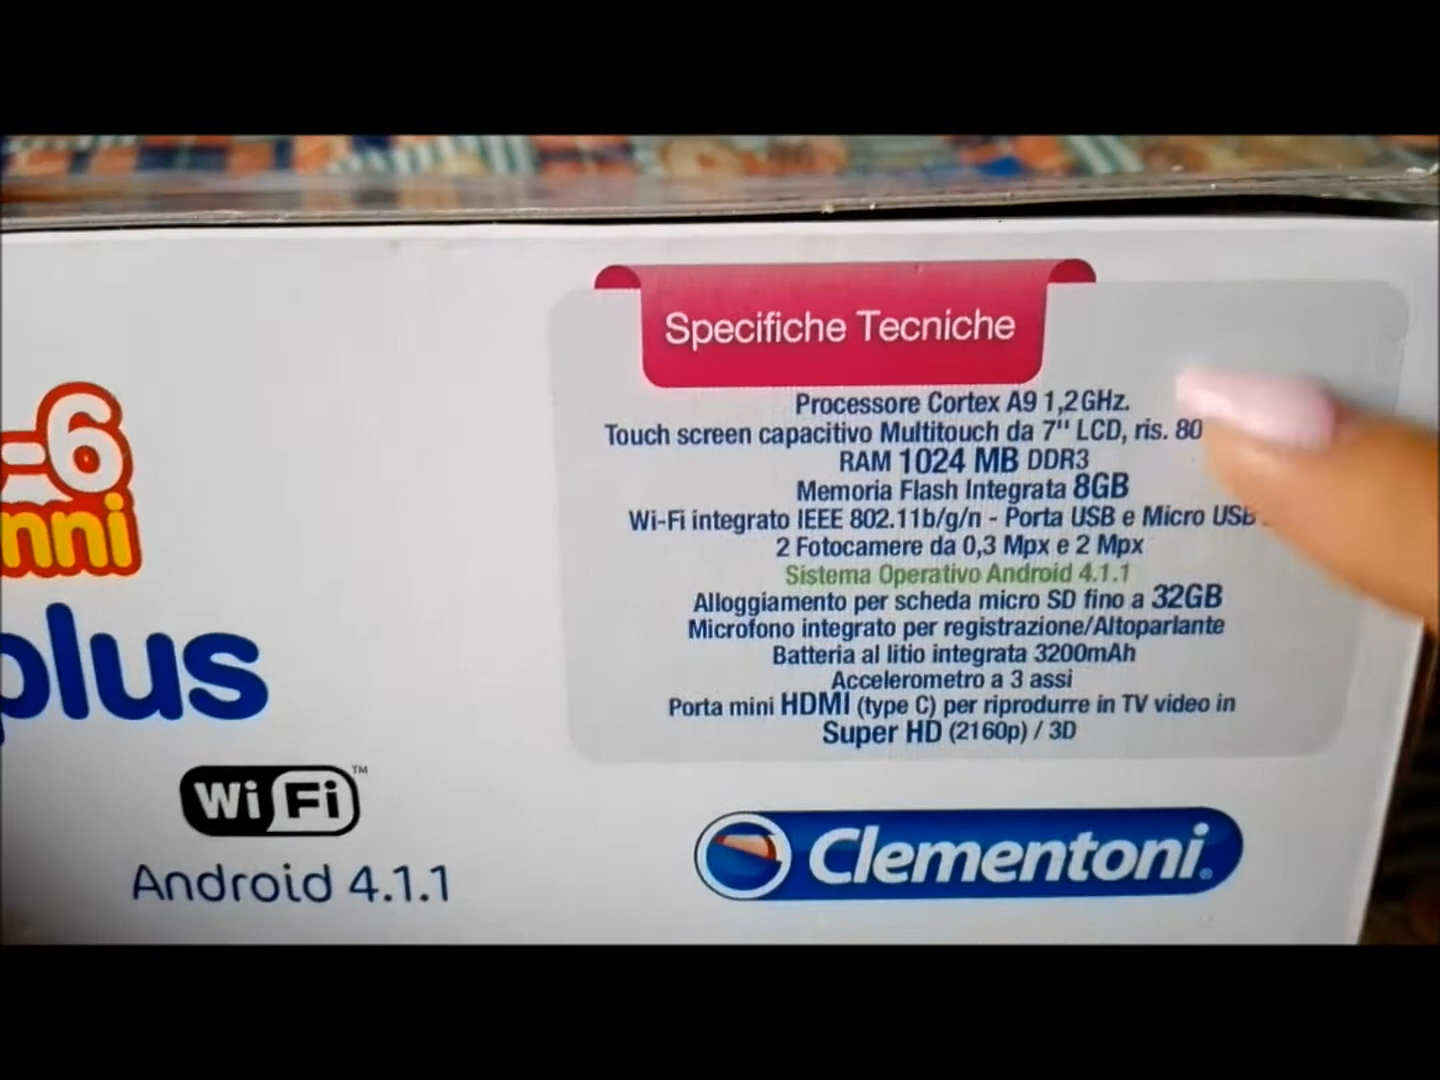 Specifiche Tecniche
Processore Cortex A9 1,2GHz.
Touch screen capacitivo Multitouch da 7" LCD, ris. 80
RAM 1024 MB DDR3
Memoria Flash Integrata 8GB
Wi-Fi integrato IEEE 802.11b/g/n - Porta USB e Micro USB
2 Fotocamere da 0,3 Mpx e 2 Mpx
Sistema Operativo Android 4.1.1
Alloggiamento per scheda micro SD fino a 32GB
Microfono integrato per registrazione/Altoparlante
Batteria al litio integrata 3200mAh
Accelerometro a 3 assi
Porta mini HDMI (type C) per riprodurre in TV video in
Super HD (2160p) / 3D
-6
nni
plus
Wi Fi™
Android 4.1.1
Clementoni®